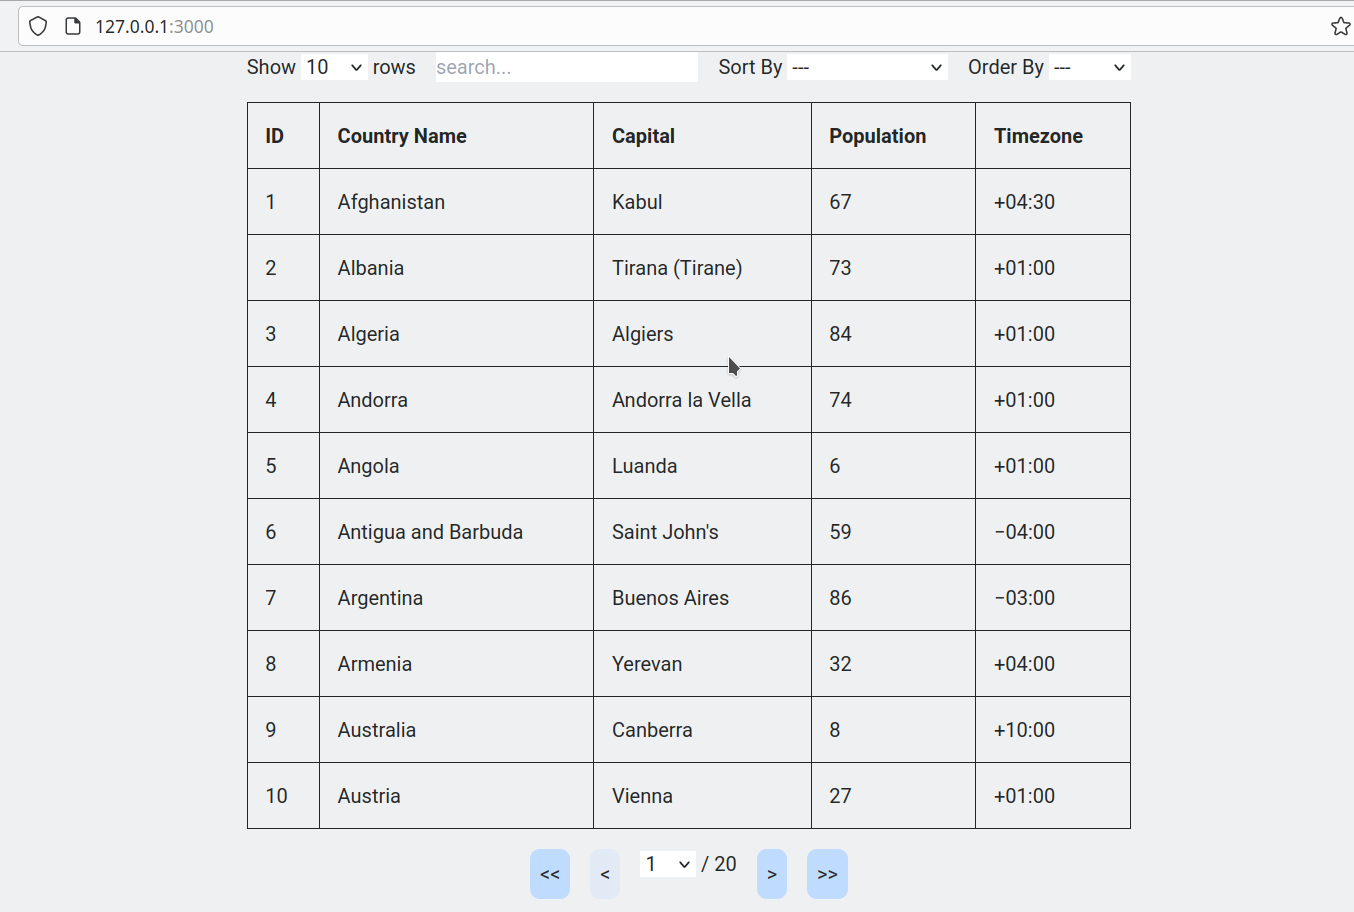 127.0.0.1:3000
Show 10 rows search... Sort By --- Order By ---
ID Country Name Capital Population Timezone
1 Afghanistan Kabul 67 +04:30
2 Albania Tirana (Tirane) 73 +01:00
3 Algeria Algiers 84 +01:00
4 Andorra Andorra la Vella 74 +01:00
5 Angola Luanda 6 +01:00
6 Antigua and Barbuda Saint John's 59 −04:00
7 Argentina Buenos Aires 86 −03:00
8 Armenia Yerevan 32 +04:00
9 Australia Canberra 8 +10:00
10 Austria Vienna 27 +01:00
<< < 1 / 20 > >>